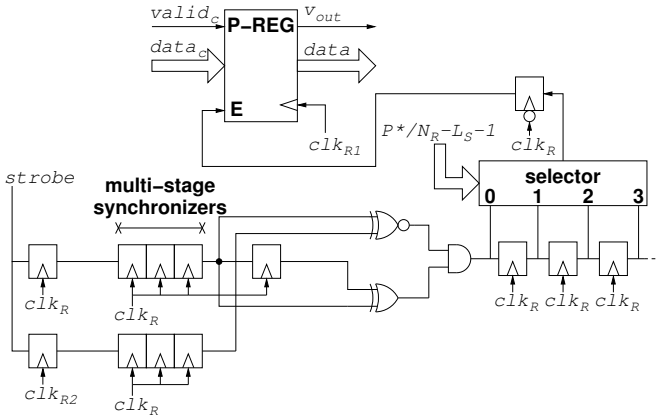 valid_c
P-REG
v_out
data_c
data
E
clk_R1
P*/N_R-L_S-1
clk_R
selector
0 1 2 3
strobe
multi-stage
synchronizers
clk_R clk_R clk_R
clk_R
clk_R
clk_R2
clk_R